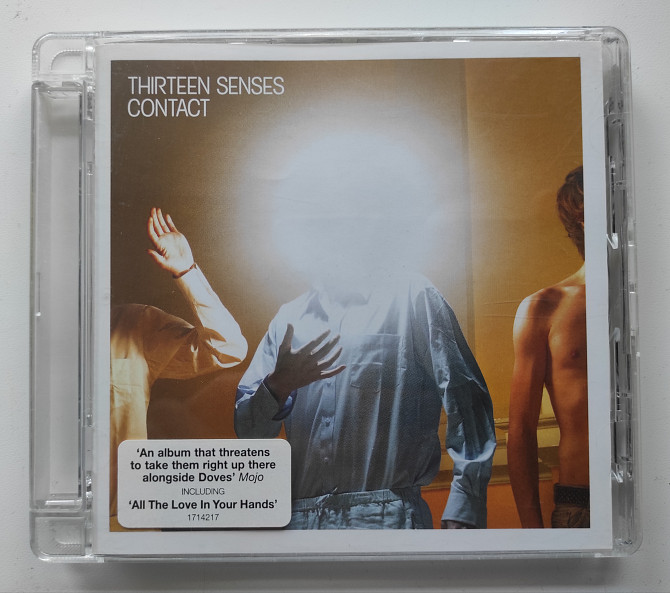 THIRTEEN SENSES
CONTACT
'An album that threatens
to take them right up there
alongside Doves' Mojo
INCLUDING
'All The Love In Your Hands'
1714217